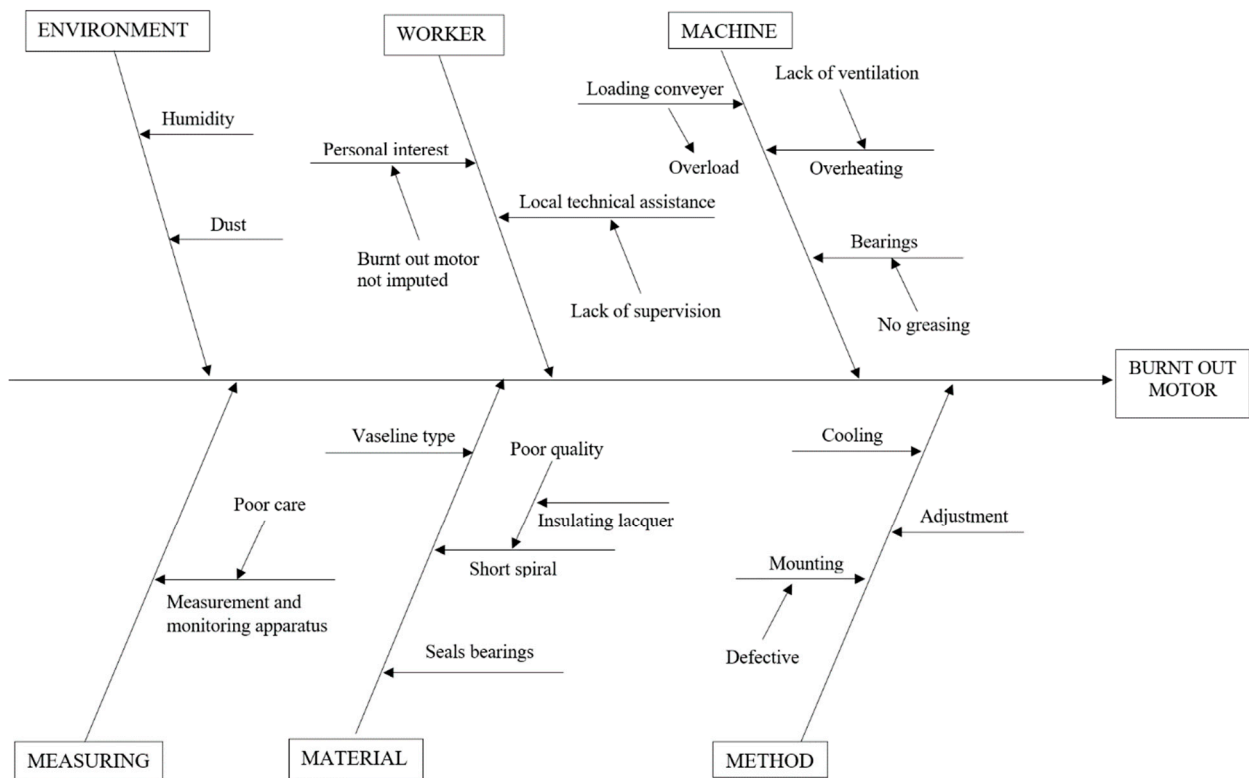 ENVIRONMENT
WORKER
MACHINE
Humidity
Dust
Personal interest
Burnt out motor
not imputed
Local technical assistance
Lack of supervision
Loading conveyer
Overload
Lack of ventilation
Overheating
Bearings
No greasing
BURNT OUT
MOTOR
Poor care
Measurement and
monitoring apparatus
Vaseline type
Poor quality
Insulating lacquer
Short spiral
Seals bearings
Cooling
Adjustment
Mounting
Defective
MEASURING
MATERIAL
METHOD